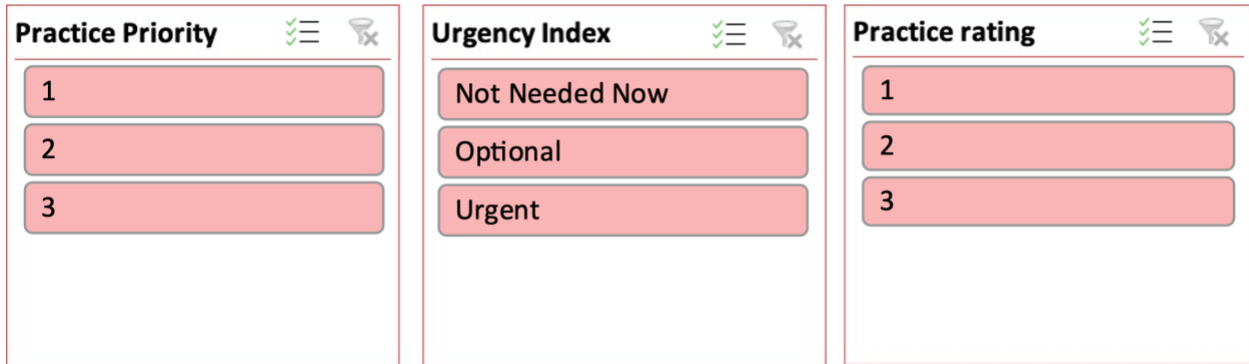 Practice Priority
1
2
3
Urgency Index
Not Needed Now
Optional
Urgent
Practice rating
1
2
3